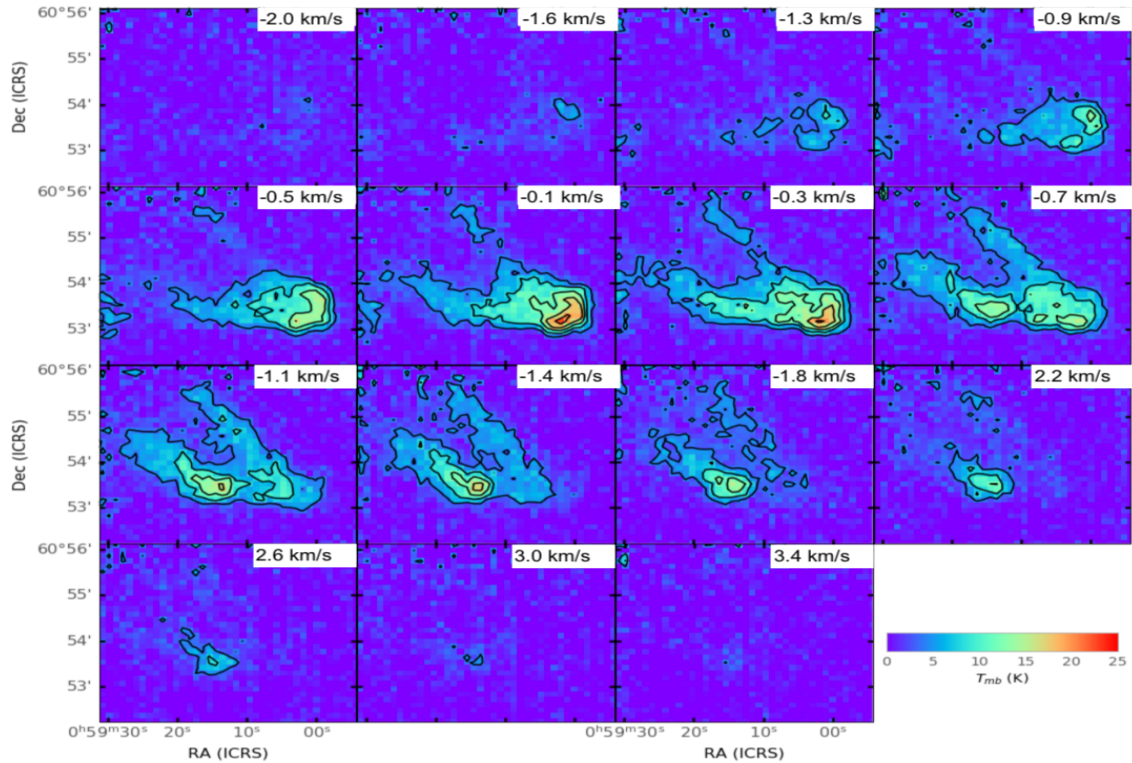 60°56' -2.0 km/s -1.6 km/s -1.3 km/s -0.9 km/s
55'
Dec (ICRS)
54'
53'
60°56' -0.5 km/s -0.1 km/s -0.3 km/s -0.7 km/s
55'
54'
53'
60°56' -1.1 km/s -1.4 km/s -1.8 km/s 2.2 km/s
55'
Dec (ICRS)
54'
53'
60°56' 2.6 km/s 3.0 km/s 3.4 km/s
55'
54'
53'
0 5 10 15 20 25
Tmb (K)
0ʰ59ᵐ30ˢ 20ˢ 10ˢ 00ˢ 0ʰ59ᵐ30ˢ 20ˢ 10ˢ 00ˢ
RA (ICRS) RA (ICRS)